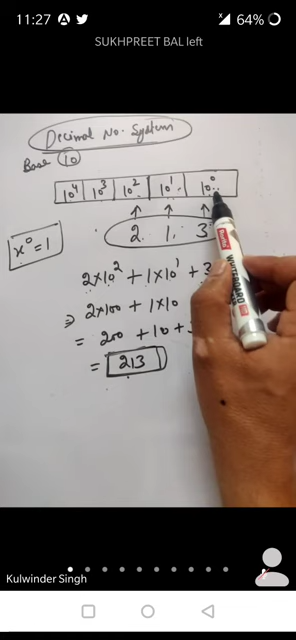 11:27
64%
SUKHPREET BAL left
Decimal No. System
Base 10
10⁴ 10³ 10² 10¹ 10⁰
x⁰ = 1
2 1 3
2×10² + 1×10¹ + 3
⇒ 2×100 + 1×10
= 200 + 10 +
= 213
WHITEBOARD
Kulwinder Singh